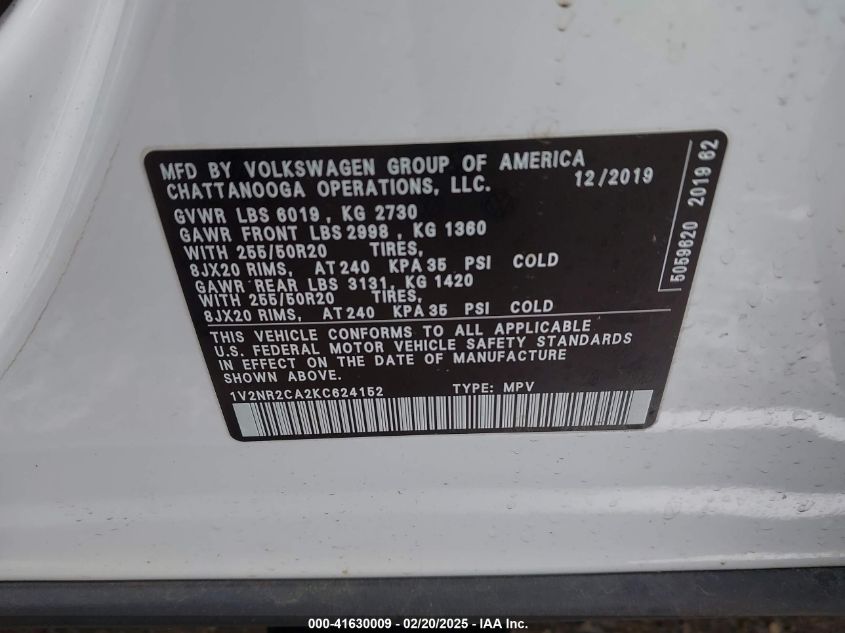 MFD BY VOLKSWAGEN GROUP OF AMERICA
CHATTANOOGA OPERATIONS, LLC. 12/2019
GVWR LBS 6019, KG 2730
GAWR FRONT LBS 2998, KG 1360
WITH 255/50R20 TIRES,
8JX20 RIMS, AT 240 KPA 35 PSI COLD
GAWR REAR LBS 3131, KG 1420
WITH 255/50R20 TIRES,
8JX20 RIMS, AT 240 KPA 35 PSI COLD
THIS VEHICLE CONFORMS TO ALL APPLICABLE
U.S. FEDERAL MOTOR VEHICLE SAFETY STANDARDS
IN EFFECT ON THE DATE OF MANUFACTURE
SHOWN ABOVE.
1V2NR2CA2KC624152 TYPE: MPV
5059620 2019 62
000-41630009 - 02/20/2025 - IAA Inc.